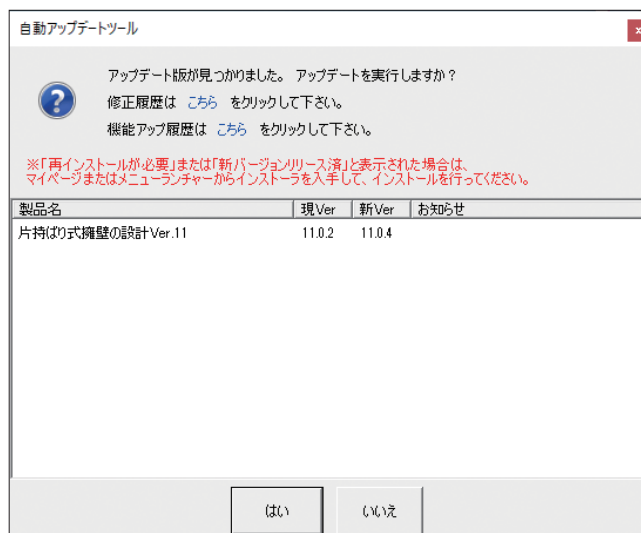 自動アップデートツール
x
アップデート版が見つかりました。 アップデートを実行しますか？
修正履歴は こちら をクリックして下さい。
機能アップ履歴は こちら をクリックして下さい。
※「再インストールが必要」または「新バージョンリリース済」と表示された場合は、
マイページまたはメニューランチャーからインストーラを入手して、インストールを行ってください。
製品名 現Ver 新Ver お知らせ
片持ばり式擁壁の設計Ver.11 11.0.2 11.0.4
はい いいえ